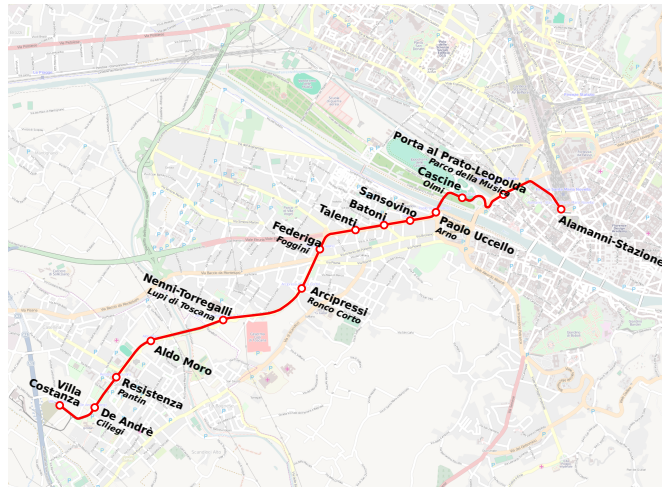 Porta al Prato-Leopolda
Parco della Musica
Cascine
Olmi
Alamanni-Stazione
Sansovino
Batoni
Talenti
Paolo Uccello
Arno
Federiga
Foggini
Arcipressi
Ronco Corto
Nenni-Torregalli
Lupi di Toscana
Aldo Moro
Resistenza
Pantin
Villa
Costanza
De Andrè
Ciliegi